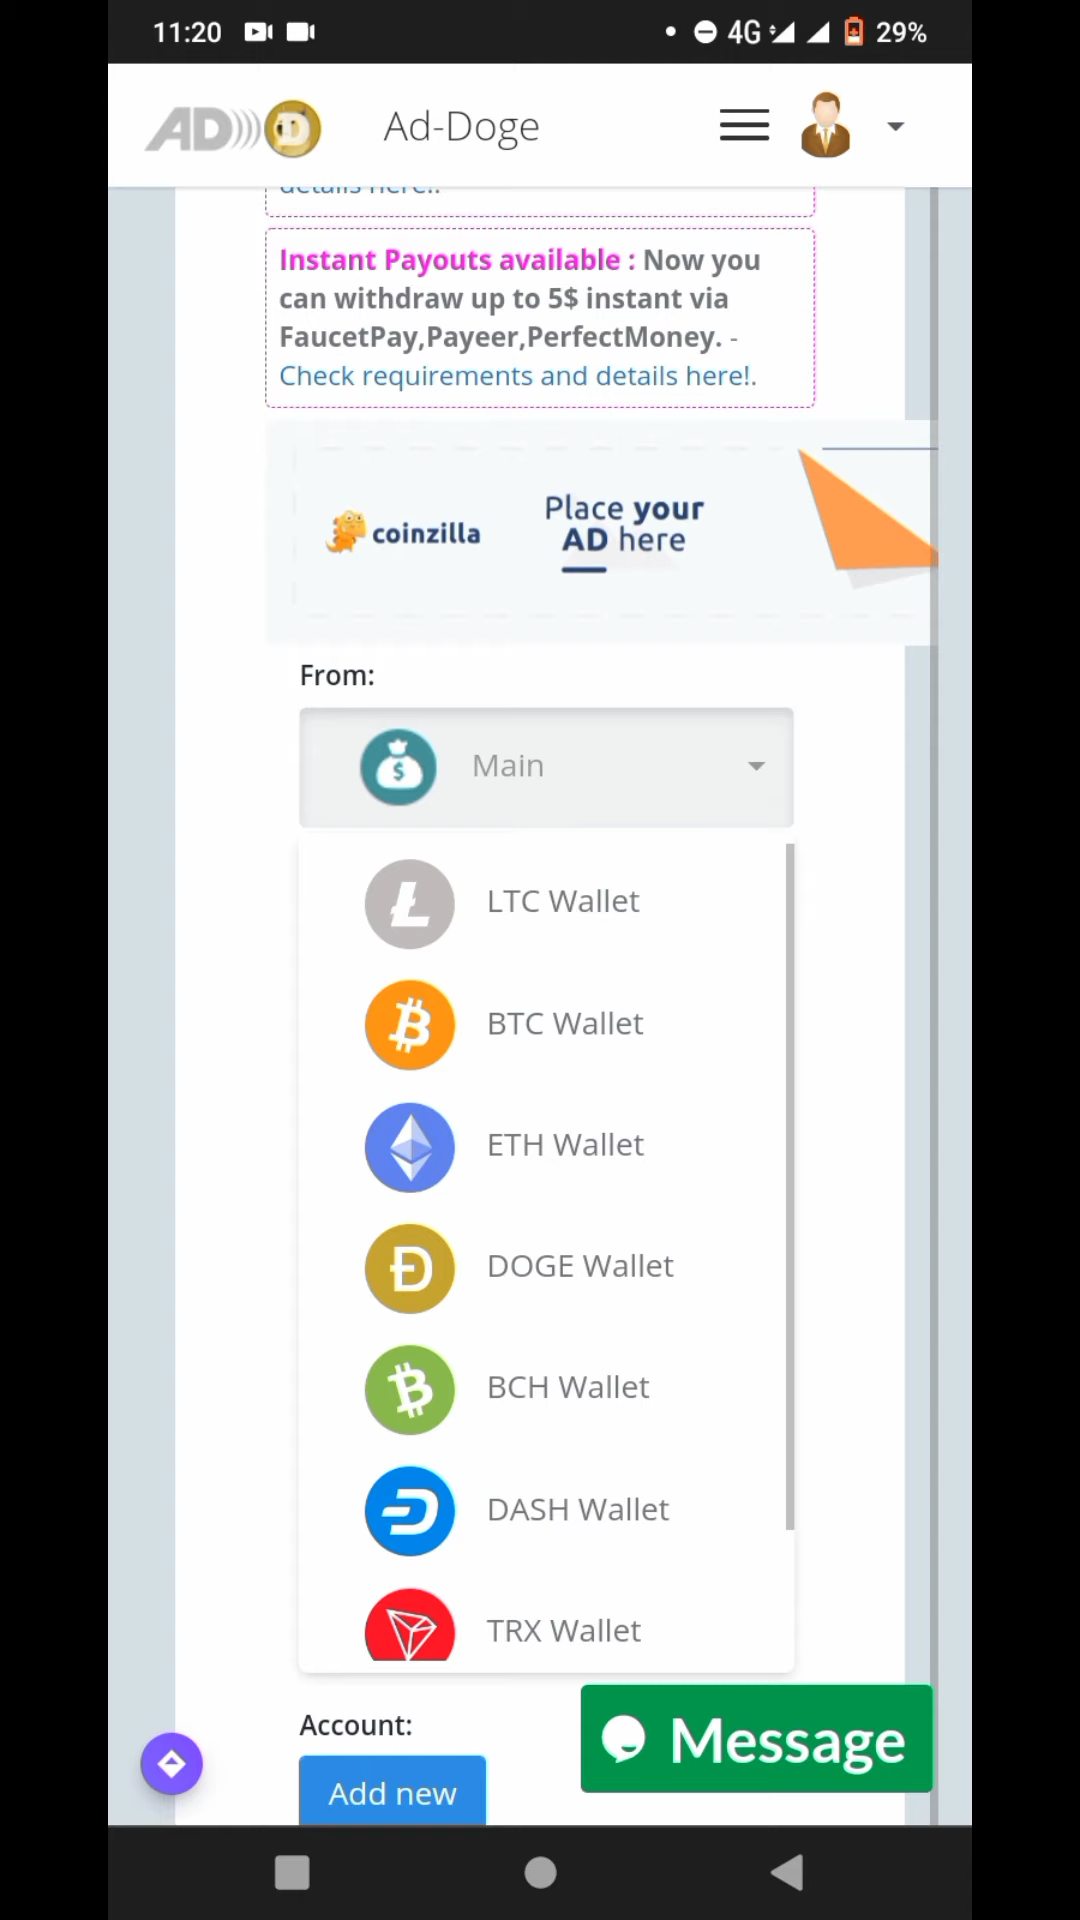 11:20
4G
29%
AD
Ad-Doge
details here..
Instant Payouts available : Now you
can withdraw up to 5$ instant via
FaucetPay,Payeer,PerfectMoney. -
Check requirements and details here!.
coinzilla
Place your
AD here
From:
Main
LTC Wallet
BTC Wallet
ETH Wallet
DOGE Wallet
BCH Wallet
DASH Wallet
TRX Wallet
Account:
Message
Add new